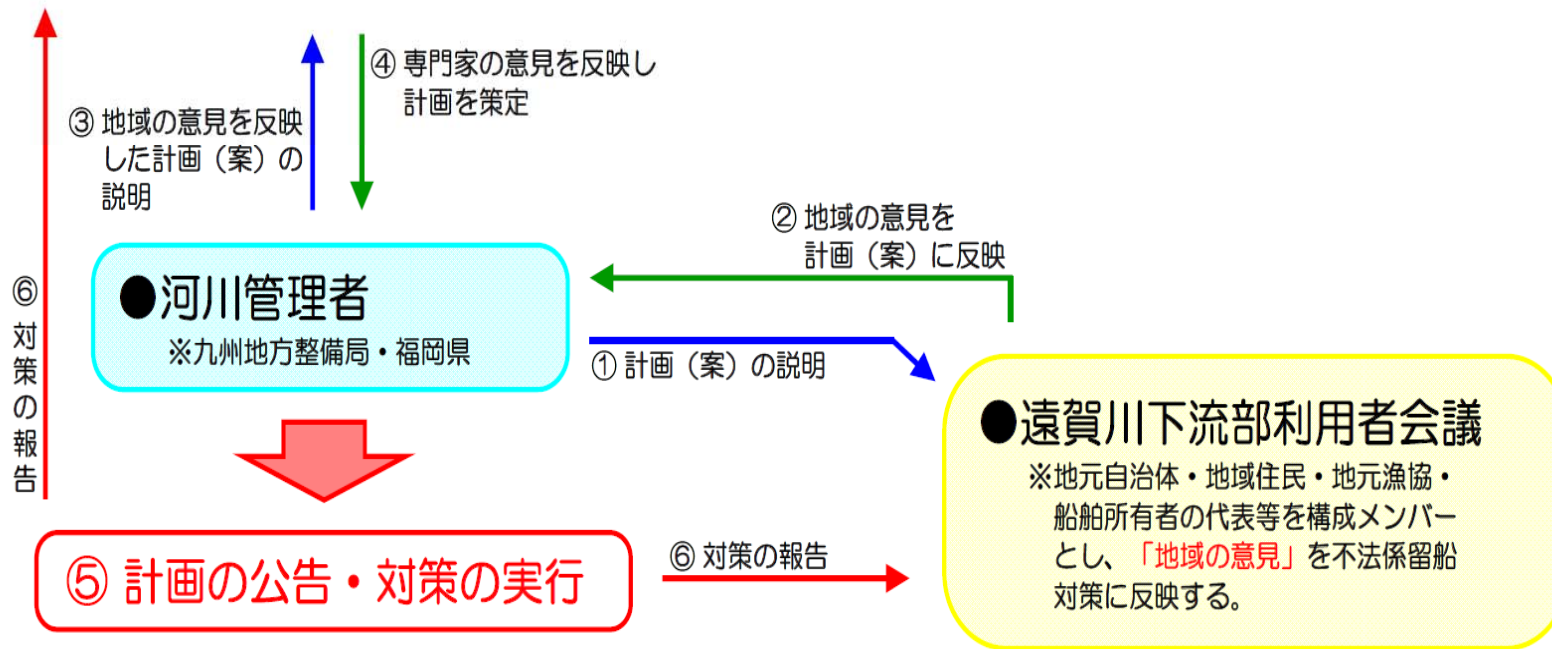 ④ 専門家の意見を反映し
計画を策定
③ 地域の意見を反映
した計画（案）の
説明
② 地域の意見を
計画（案）に反映
●河川管理者
※九州地方整備局・福岡県
① 計画（案）の説明
⑥対策の報告
●遠賀川下流部利用者会議
※地元自治体・地域住民・地元漁協・
船舶所有者の代表等を構成メンバー
とし、「地域の意見」を不法係留船
対策に反映する。
⑤ 計画の公告・対策の実行
⑥ 対策の報告